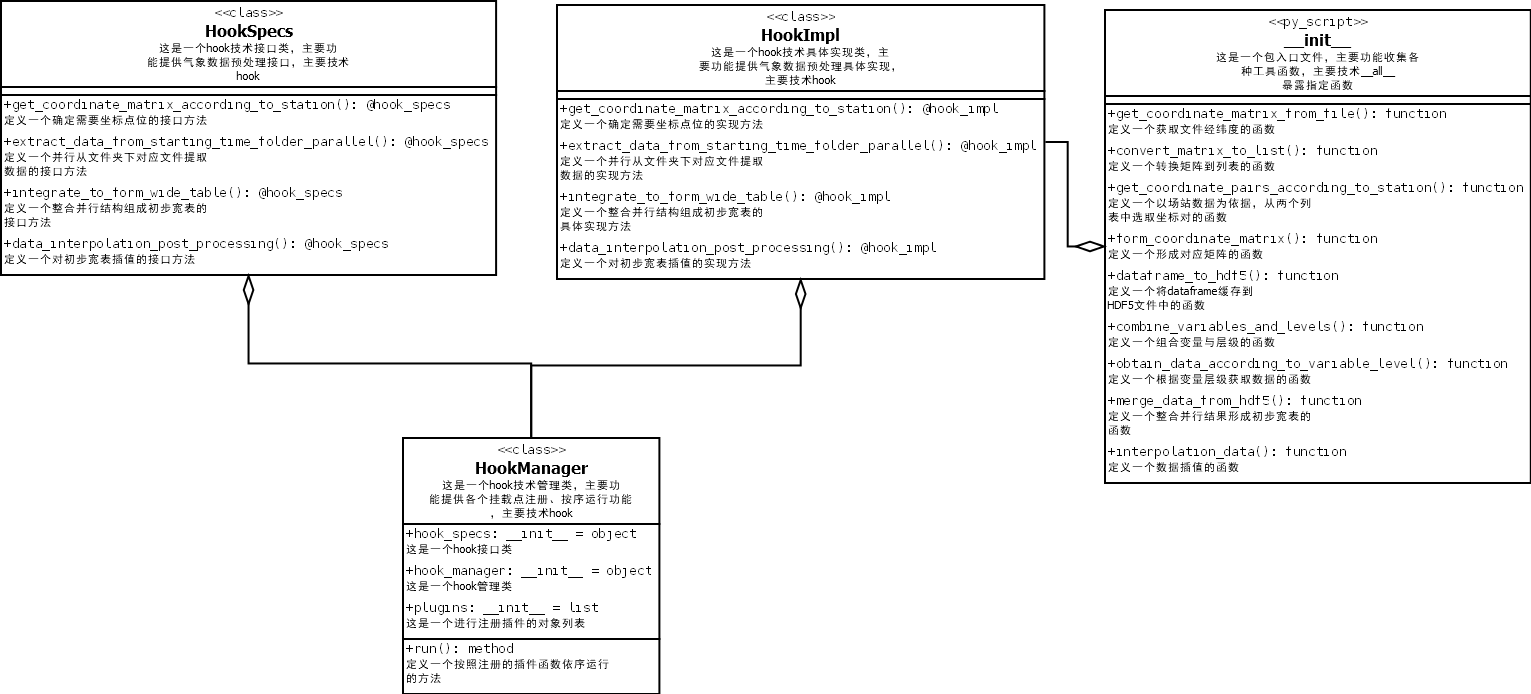 <<class>>
HookSpecs
这是一个hook技术接口类，主要功
能提供气象数据预处理接口，主要技术
hook
+get_coordinate_matrix_according_to_station(): @hook_specs
定义一个确定需要坐标点位的接口方法
+extract_data_from_starting_time_folder_parallel(): @hook_specs
定义一个并行从文件夹下对应文件提取
数据的接口方法
+integrate_to_form_wide_table(): @hook_specs
定义一个整合并行结构组成初步宽表的
接口方法
+data_interpolation_post_processing(): @hook_specs
定义一个对初步宽表插值的接口方法
<<class>>
HookImpl
这是一个hook技术具体实现类，主
要功能提供气象数据预处理具体实现，
主要技术hook
+get_coordinate_matrix_according_to_station(): @hook_impl
定义一个确定需要坐标点位的实现方法
+extract_data_from_starting_time_folder_parallel(): @hook_impl
定义一个并行从文件夹下对应文件提取
数据的实现方法
+integrate_to_form_wide_table(): @hook_impl
定义一个整合并行结构组成初步宽表的
具体实现方法
+data_interpolation_post_processing(): @hook_impl
定义一个对初步宽表插值的实现方法
<<py_script>>
__init__
这是一个包入口文件，主要功能收集各
种工具函数，主要技术__all__
暴露指定函数
+get_coordinate_matrix_from_file(): function
定义一个获取文件经纬度的函数
+convert_matrix_to_list(): function
定义一个转换矩阵到列表的函数
+get_coordinate_pairs_according_to_station(): function
定义一个以场站数据为依据，从两个列
表中选取坐标对的函数
+form_coordinate_matrix(): function
定义一个形成对应矩阵的函数
+dataframe_to_hdf5(): function
定义一个将dataframe缓存到
HDF5文件中的函数
+combine_variables_and_levels(): function
定义一个组合变量与层级的函数
+obtain_data_according_to_variable_level(): function
定义一个根据变量层级获取数据的函数
+merge_data_from_hdf5(): function
定义一个整合并行结果形成初步宽表的
函数
+interpolation_data(): function
定义一个数据插值的函数
<<class>>
HookManager
这是一个hook技术管理类，主要功
能提供各个挂载点注册、按序运行功能
，主要技术hook
+hook_specs: __init__ = object
这是一个hook接口类
+hook_manager: __init__ = object
这是一个hook管理类
+plugins: __init__ = list
这是一个进行注册插件的对象列表
+run(): method
定义一个按照注册的插件函数依序运行
的方法